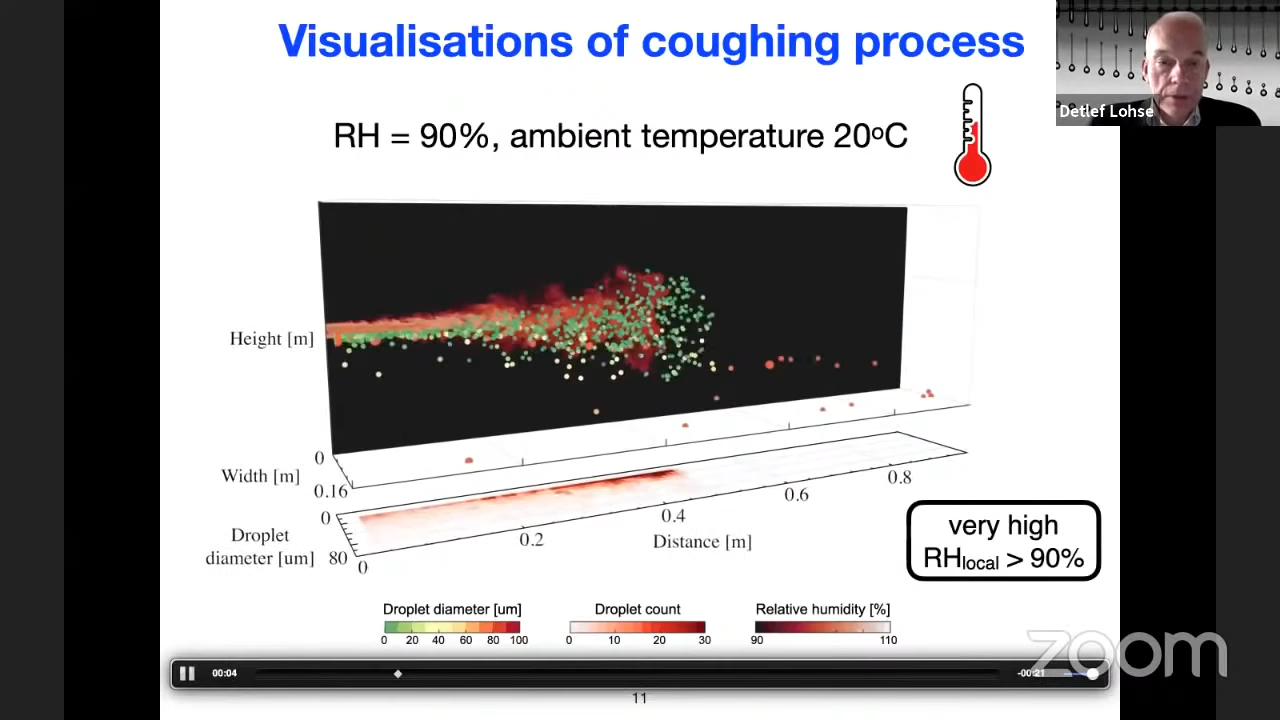 Visualisations of coughing process
Detlef Lohse
RH = 90%, ambient temperature 20ºC
Height [m]
0
Width [m]
0.16
0
Droplet
diameter [um]
80
0
0.2
0.4
0.6
0.8
Distance [m]
very high
RHlocal > 90%
Droplet diameter [um]
0 20 40 60 80 100
Droplet count
0 10 20 30
Relative humidity [%]
90 110
zoom
00:04
-00:21
11